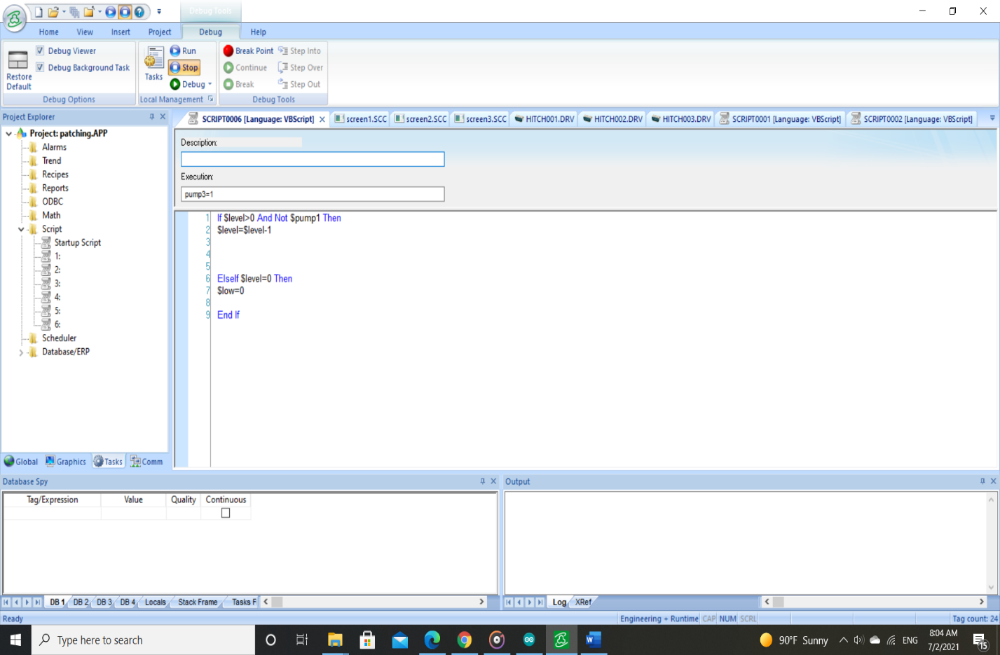 Debug Tools
Home View Insert Project Debug Help
Restore Default
Debug Viewer
Debug Background Task
Debug Options
Tasks
Run
Stop
Debug
Local Management
Break Point
Continue
Break
Step Into
Step Over
Step Out
Debug Tools
Project Explorer
Project: patching.APP
Alarms
Trend
Recipes
Reports
ODBC
Math
Script
Startup Script
1:
2:
3:
4:
5:
6:
Scheduler
Database/ERP
Global Graphics Tasks Comm
SCRIPT0006 [Language: VBScript] screen1.SCC screen2.SCC screen3.SCC HITCH001.DRV HITCH002.DRV HITCH003.DRV SCRIPT0001 [Language: VBScript] SCRIPT0002 [Language: VBScript]
Description:
Execution:
pump3=1
1 If $level>0 And Not $pump1 Then
2 $level=$level-1
3
4
5
6 ElseIf $level=0 Then
7 $low=0
8
9 End If
Database Spy
Tag/Expression Value Quality Continuous
DB 1 DB 2 DB 3 DB 4 Locals Stack Frame Tasks F
Output
Log XRef
Ready
Engineering + Runtime CAP NUM SCRL
Tag count: 24
Type here to search
90°F Sunny
ENG
8:04 AM
7/2/2021
15